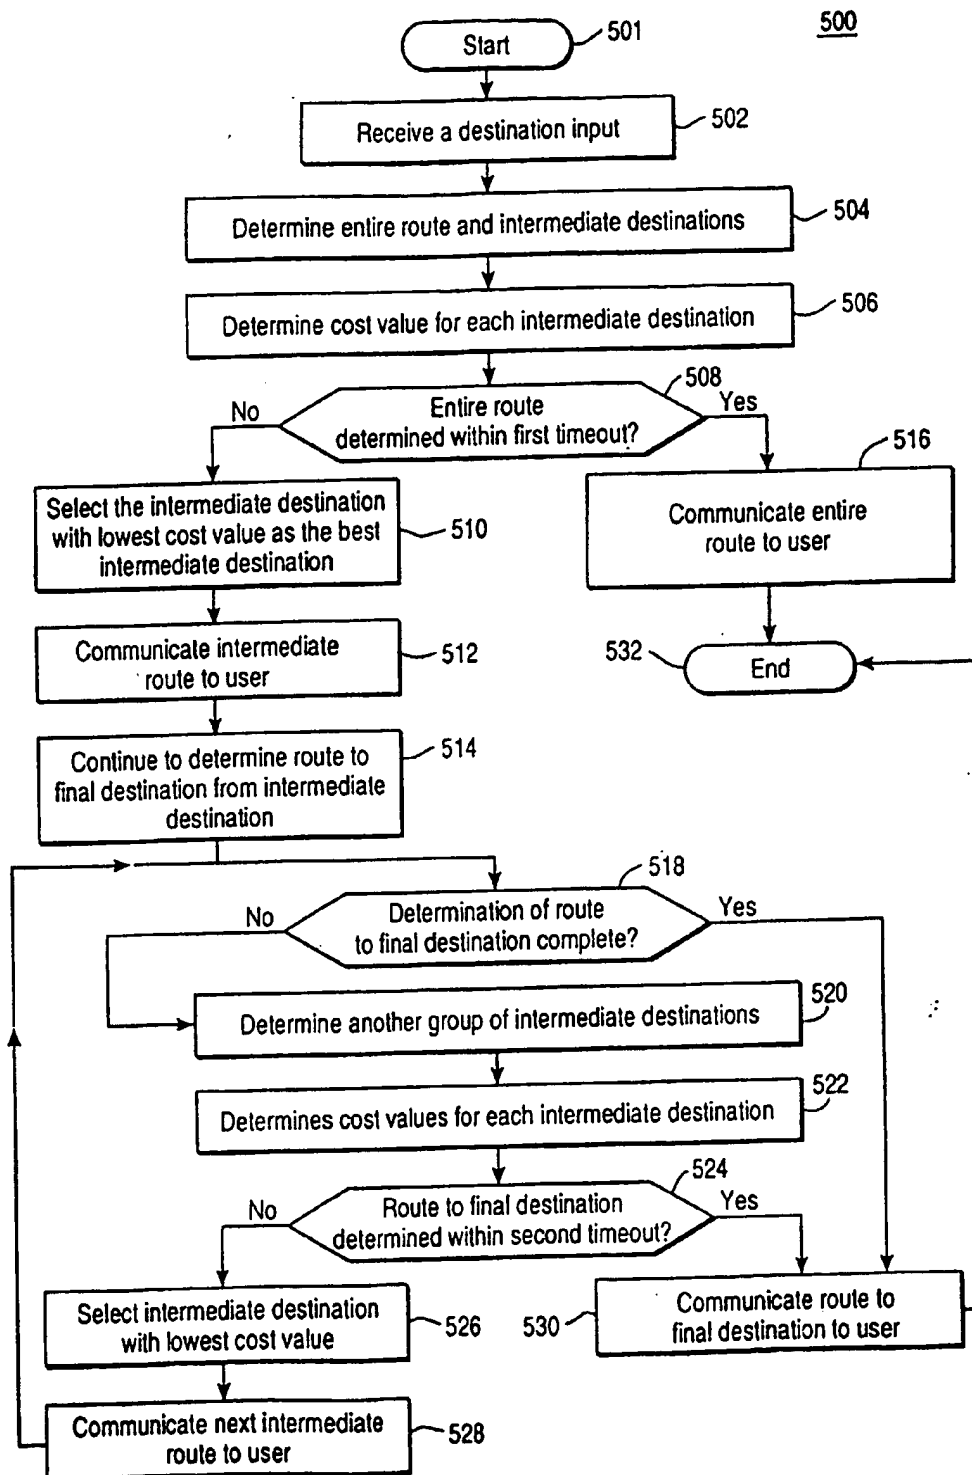 500
Start
501
Receive a destination input
502
Determine entire route and intermediate destinations
504
Determine cost value for each intermediate destination
506
508
Entire route
determined within first timeout?
No
Yes
Select the intermediate destination
with lowest cost value as the best
intermediate destination
510
516
Communicate entire
route to user
Communicate intermediate
route to user
512
532
End
Continue to determine route to
final destination from intermediate
destination
514
518
Determination of route
to final destination complete?
No
Yes
Determine another group of intermediate destinations
520
Determines cost values for each intermediate destination
522
524
Route to final destination
determined within second timeout?
No
Yes
Select intermediate destination
with lowest cost value
526
530
Communicate route to
final destination to user
Communicate next intermediate
route to user
528